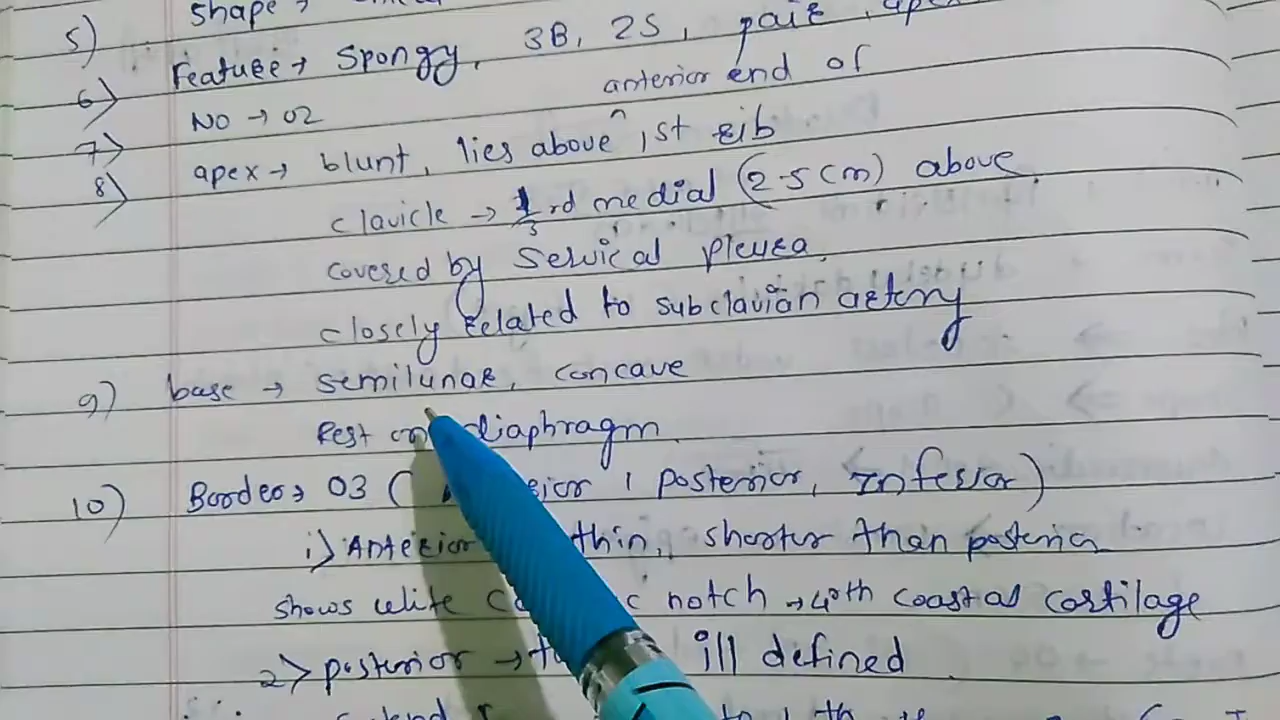 5) shape →
6) Feature → Spongy, 3B, 2S, pair,
7) NO → 02
anterior end of
8) apex → blunt, lies above ^ 1st rib
clavicle → 1/3 rd medial (2.5 cm) above
covered by Servical pleura,
closely related to subclavian artery
9) base → semilunar, concave
Rest on diaphragm
10) Border → 03 ( posterior, Inferior)
i) Anterior thin, shorter than posterior
shows notch → 4th coastal cartilage
2) posterior → ill defined